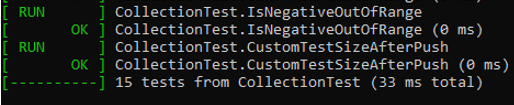 [ RUN      ] CollectionTest.IsNegativeOutOfRange
[       OK ] CollectionTest.IsNegativeOutOfRange (0 ms)
[ RUN      ] CollectionTest.CustomTestSizeAfterPush
[       OK ] CollectionTest.CustomTestSizeAfterPush (0 ms)
[----------] 15 tests from CollectionTest (33 ms total)